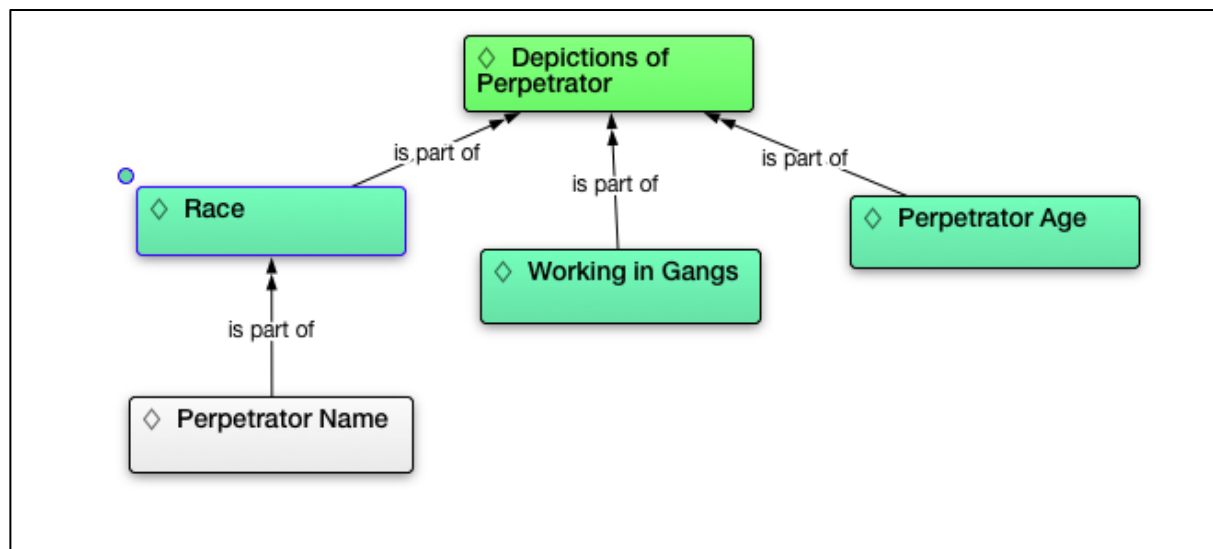 ◇ Depictions of
Perpetrator
is part of
is part of
is part of
◇ Race
◇ Perpetrator Age
◇ Working in Gangs
is part of
◇ Perpetrator Name